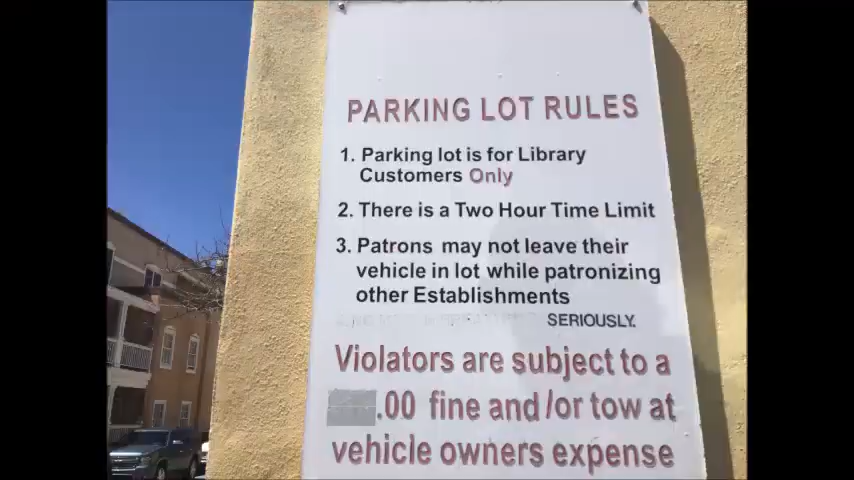 PARKING LOT RULES
1. Parking lot is for Library
Customers Only
2. There is a Two Hour Time Limit
3. Patrons may not leave their
vehicle in lot while patronizing
other Establishments
SERIOUSLY.
Violators are subject to a
.00 fine and/or tow at
vehicle owners expense